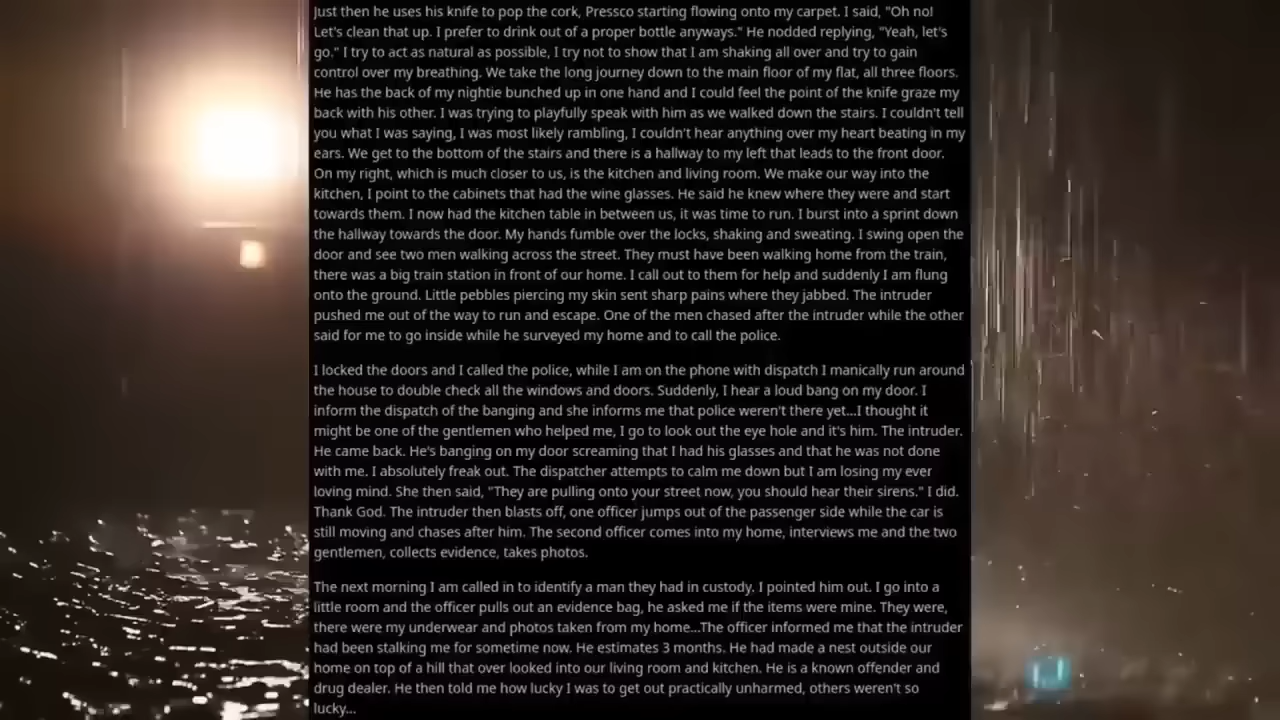 Just then he uses his knife to pop the cork, Pressco starting flowing onto my carpet. I said, "Oh no!
Let's clean that up. I prefer to drink out of a proper bottle anyways." He nodded replying, "Yeah, let's
go." I try to act as natural as possible, I try not to show that I am shaking all over and try to gain
control over my breathing. We take the long journey down to the main floor of my flat, all three floors.
He has the back of my nightie bunched up in one hand and I could feel the point of the knife graze my
back with his other. I was trying to playfully speak with him as we walked down the stairs. I couldn't tell
you what I was saying, I was most likely rambling, I couldn't hear anything over my heart beating in my
ears. We get to the bottom of the stairs and there is a hallway to my left that leads to the front door.
On my right, which is much closer to us, is the kitchen and living room. We make our way into the
kitchen, I point to the cabinets that had the wine glasses. He said he knew where they were and start
towards them. I now had the kitchen table in between us, it was time to run. I burst into a sprint down
the hallway towards the door. My hands fumble over the locks, shaking and sweating. I swing open the
door and see two men walking across the street. They must have been walking home from the train,
there was a big train station in front of our home. I call out to them for help and suddenly I am flung
onto the ground. Little pebbles piercing my skin sent sharp pains where they jabbed. The intruder
pushed me out of the way to run and escape. One of the men chased after the intruder while the other
said for me to go inside while he surveyed my home and to call the police.
I locked the doors and I called the police, while I am on the phone with dispatch I manically run around
the house to double check all the windows and doors. Suddenly, I hear a loud bang on my door. I
inform the dispatch of the banging and she informs me that police weren't there yet...I thought it
might be one of the gentlemen who helped me, I go to look out the eye hole and it's him. The intruder.
He came back. He's banging on my door screaming that I had his glasses and that he was not done
with me. I absolutely freak out. The dispatcher attempts to calm me down but I am losing my ever
loving mind. She then said, "They are pulling onto your street now, you should hear their sirens." I did.
Thank God. The intruder then blasts off, one officer jumps out of the passenger side while the car is
still moving and chases after him. The second officer comes into my home, interviews me and the two
gentlemen, collects evidence, takes photos.
The next morning I am called in to identify a man they had in custody. I pointed him out. I go into a
little room and the officer pulls out an evidence bag, he asked me if the items were mine. They were,
there were my underwear and photos taken from my home...The officer informed me that the intruder
had been stalking me for sometime now. He estimates 3 months. He had made a nest outside our
home on top of a hill that over looked into our living room and kitchen. He is a known offender and
drug dealer. He then told me how lucky I was to get out practically unharmed, others weren't so
lucky...